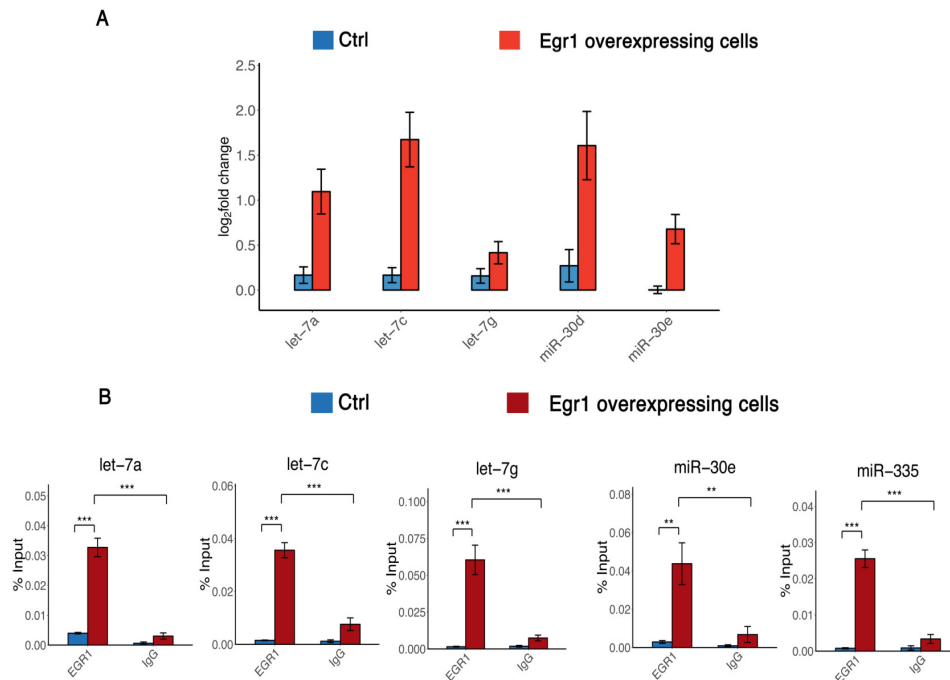 A
Ctrl
Egr1 overexpressing cells
log₂fold change
2.5
2.0
1.5
1.0
0.5
0.0
let–7a
let–7c
let–7g
miR–30d
miR–30e
B
Ctrl
Egr1 overexpressing cells
let–7a
% Input
0.05
0.04
0.03
0.02
0.01
0.00
***
***
EGR1
IgG
let–7c
% Input
0.06
0.04
0.02
0.00
***
***
EGR1
IgG
let–7g
% Input
0.100
0.075
0.050
0.025
0.000
***
***
EGR1
IgG
miR–30e
% Input
0.08
0.06
0.04
0.02
0.00
**
**
EGR1
IgG
miR–335
% Input
0.04
0.03
0.02
0.01
0.00
***
***
EGR1
IgG